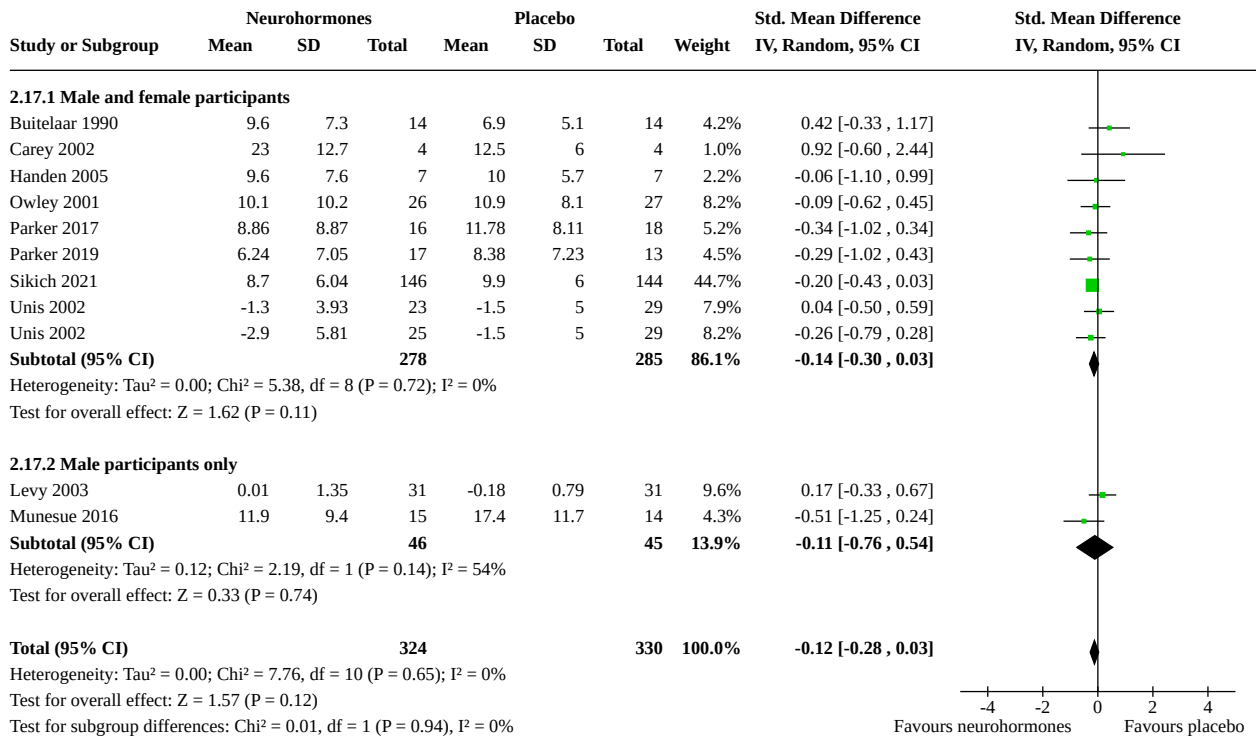 Neurohormones Placebo Std. Mean Difference Std. Mean Difference
Study or Subgroup Mean SD Total Mean SD Total Weight IV, Random, 95% CI IV, Random, 95% CI
2.17.1 Male and female participants
Buitelaar 1990 9.6 7.3 14 6.9 5.1 14 4.2% 0.42 [-0.33 , 1.17]
Carey 2002 23 12.7 4 12.5 6 4 1.0% 0.92 [-0.60 , 2.44]
Handen 2005 9.6 7.6 7 10 5.7 7 2.2% -0.06 [-1.10 , 0.99]
Owley 2001 10.1 10.2 26 10.9 8.1 27 8.2% -0.09 [-0.62 , 0.45]
Parker 2017 8.86 8.87 16 11.78 8.11 18 5.2% -0.34 [-1.02 , 0.34]
Parker 2019 6.24 7.05 17 8.38 7.23 13 4.5% -0.29 [-1.02 , 0.43]
Sikich 2021 8.7 6.04 146 9.9 6 144 44.7% -0.20 [-0.43 , 0.03]
Unis 2002 -1.3 3.93 23 -1.5 5 29 7.9% 0.04 [-0.50 , 0.59]
Unis 2002 -2.9 5.81 25 -1.5 5 29 8.2% -0.26 [-0.79 , 0.28]
Subtotal (95% CI) 278 285 86.1% -0.14 [-0.30 , 0.03]
Heterogeneity: Tau² = 0.00; Chi² = 5.38, df = 8 (P = 0.72); I² = 0%
Test for overall effect: Z = 1.62 (P = 0.11)
2.17.2 Male participants only
Levy 2003 0.01 1.35 31 -0.18 0.79 31 9.6% 0.17 [-0.33 , 0.67]
Munesue 2016 11.9 9.4 15 17.4 11.7 14 4.3% -0.51 [-1.25 , 0.24]
Subtotal (95% CI) 46 45 13.9% -0.11 [-0.76 , 0.54]
Heterogeneity: Tau² = 0.12; Chi² = 2.19, df = 1 (P = 0.14); I² = 54%
Test for overall effect: Z = 0.33 (P = 0.74)
Total (95% CI) 324 330 100.0% -0.12 [-0.28 , 0.03]
Heterogeneity: Tau² = 0.00; Chi² = 7.76, df = 10 (P = 0.65); I² = 0%
Test for overall effect: Z = 1.57 (P = 0.12)
Test for subgroup differences: Chi² = 0.01, df = 1 (P = 0.94), I² = 0%
-4 -2 0 2 4
Favours neurohormones Favours placebo